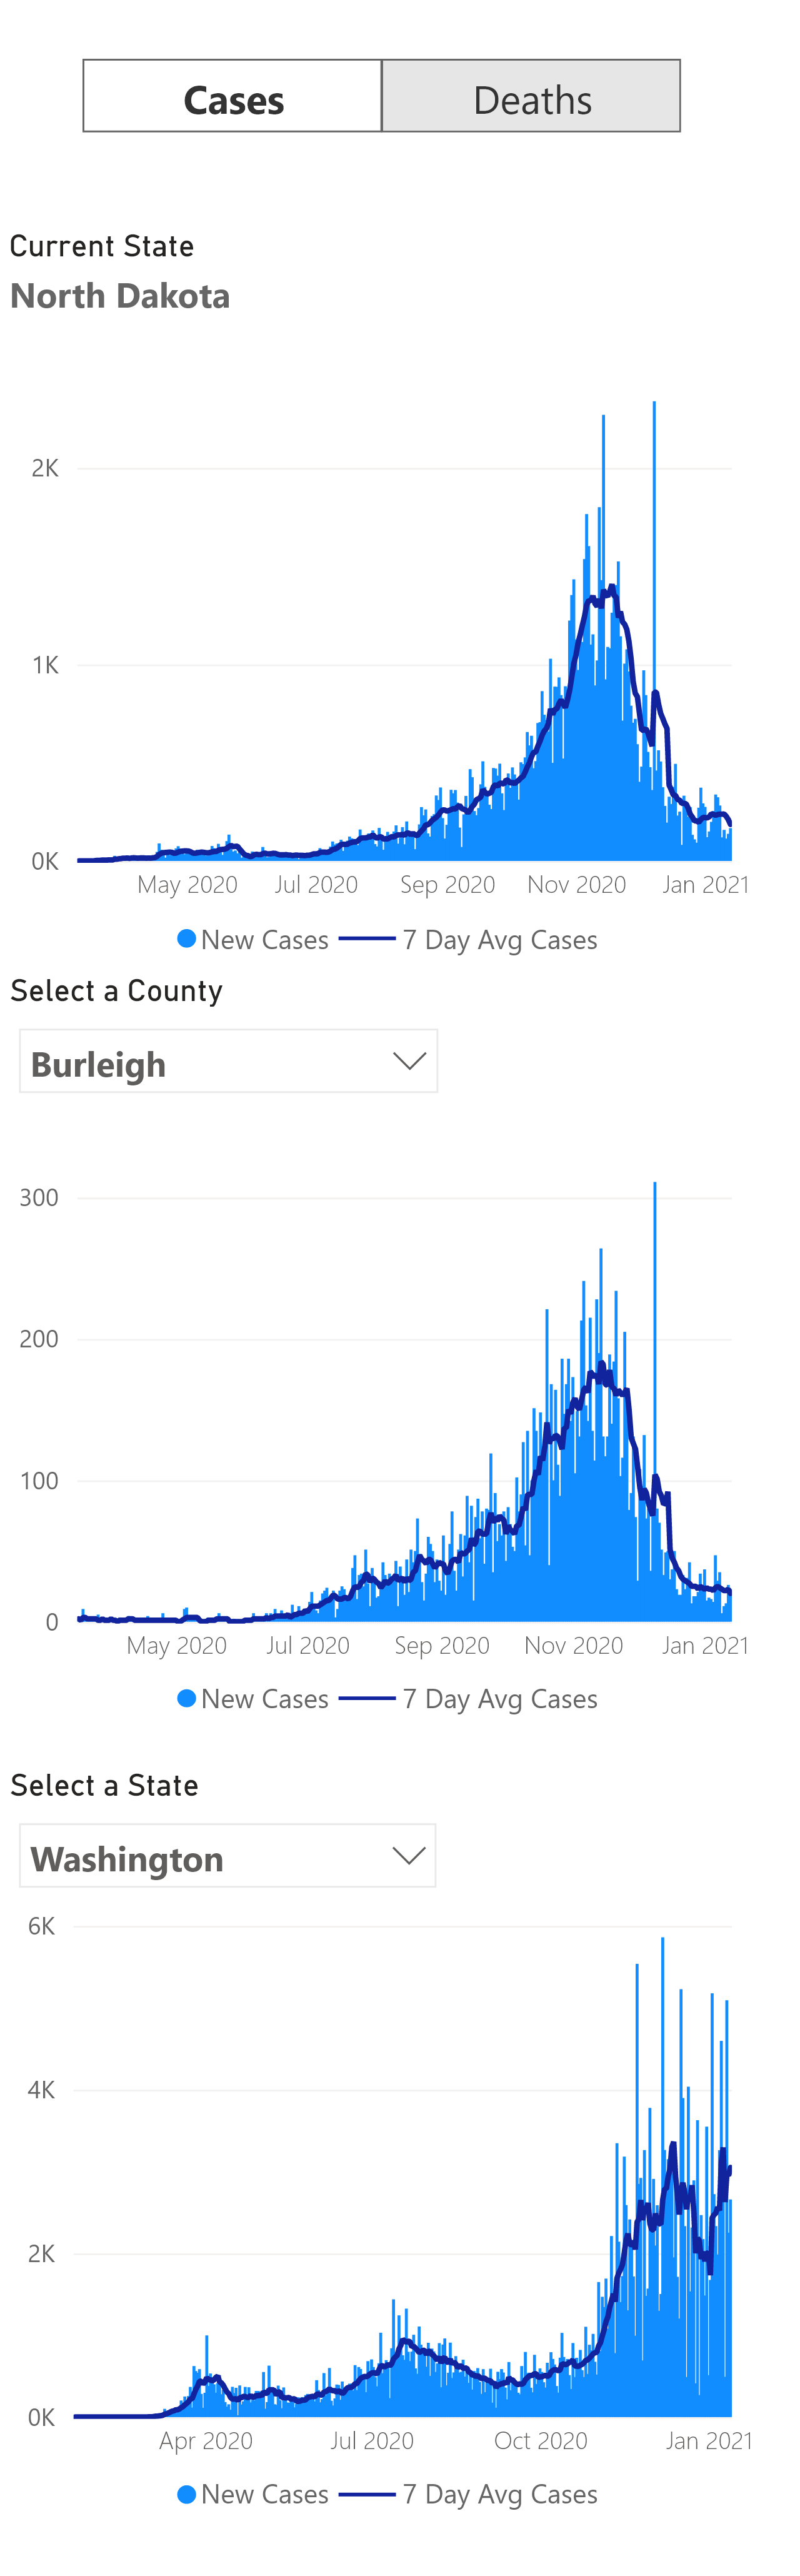 Cases Deaths
Current State
North Dakota
2K
1K
0K
May 2020 Jul 2020 Sep 2020 Nov 2020 Jan 2021
New Cases 7 Day Avg Cases
Select a County
Burleigh
300
200
100
0
May 2020 Jul 2020 Sep 2020 Nov 2020 Jan 2021
New Cases 7 Day Avg Cases
Select a State
Washington
6K
4K
2K
0K
Apr 2020 Jul 2020 Oct 2020 Jan 2021
New Cases 7 Day Avg Cases